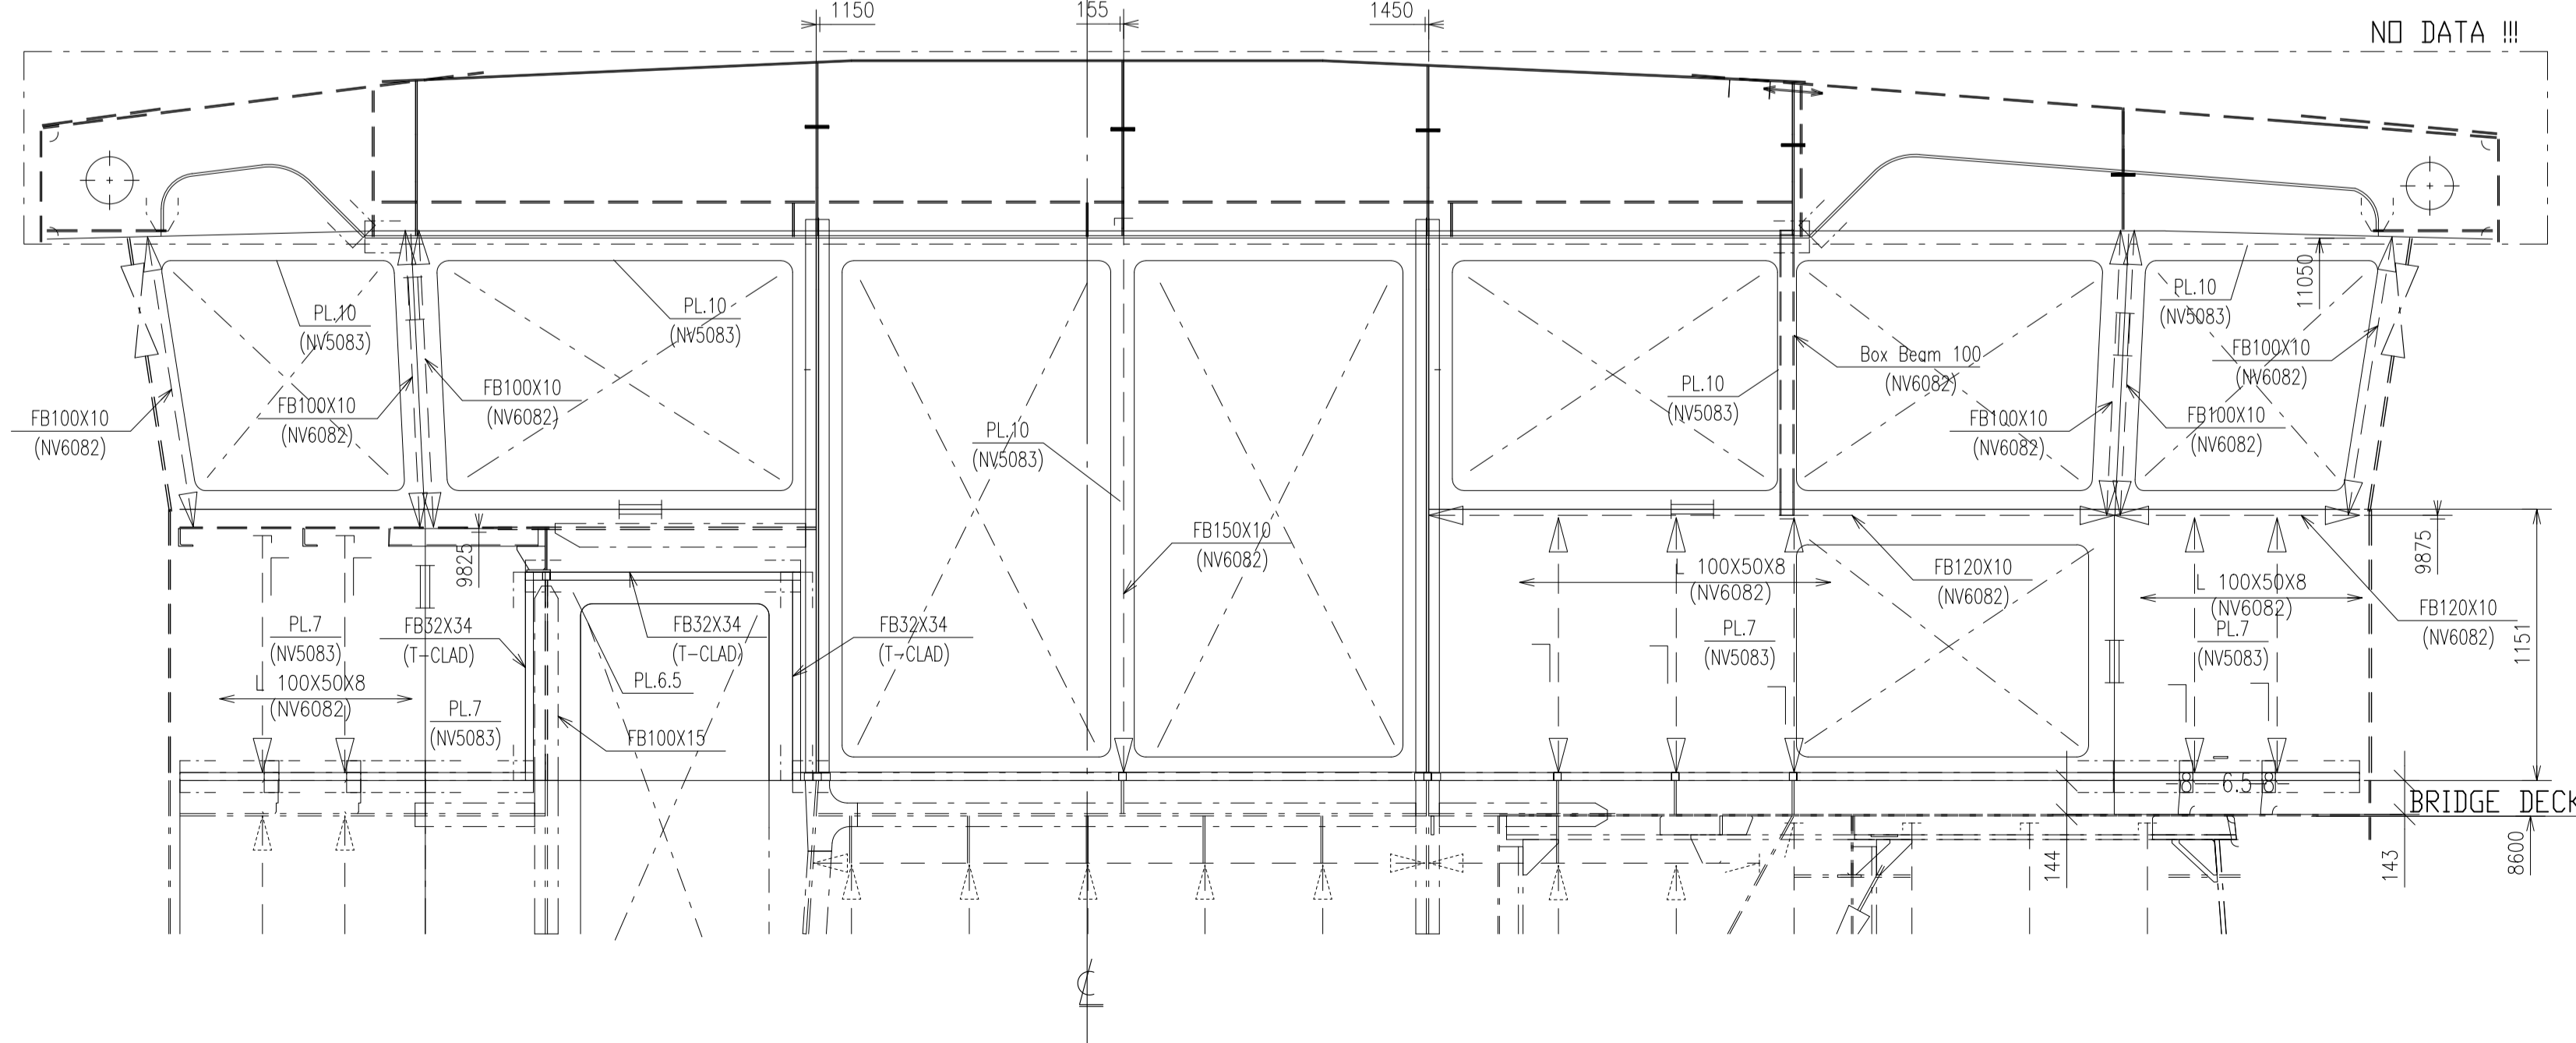 1150
155
1450
NO DATA !!!
11050
PL.10
(NV5083)
PL.10
(NV5083)
PL.10
(NV5083)
FB100X10
(NV6082)
FB100X10
(NV6082)
FB100X10
(NV6082)
PL.10
(NV5083)
Box Beam 100
(NV6082)
PL.10
(NV5083)
FB100X10
(NV6082)
FB100X10
(NV6082)
FB100X10
(NV6082)
9825
FB150X10
(NV6082)
L 100X50X8
(NV6082)
FB120X10
(NV6082)
L 100X50X8
(NV6082)
9875
FB120X10
(NV6082)
1151
PL.7
(NV5083)
FB32X34
(T-CLAD)
FB32X34
(T-CLAD)
FB32X34
(T-CLAD)
PL.7
(NV5083)
PL.7
(NV5083)
L 100X50X8
(NV6082)
PL.6.5
PL.7
(NV5083)
FB100X15
8
6.5
8
BRIDGE DECK
144
143
8600
C
L